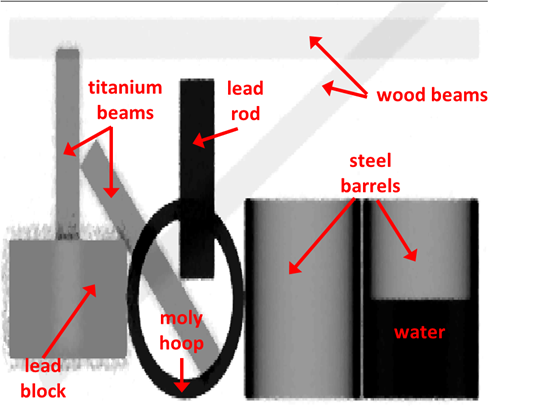 titanium
beams
lead
rod
wood beams
steel
barrels
moly
hoop
water
lead
block